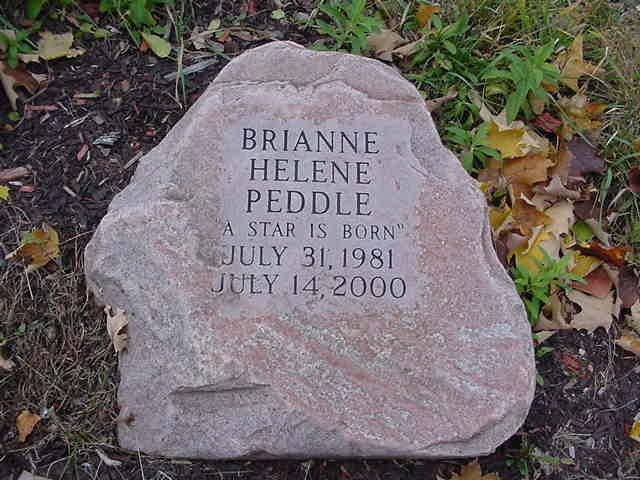 BRIANNE
HELENE
PEDDLE
"A STAR IS BORN"
JULY 31, 1981
JULY 14, 2000